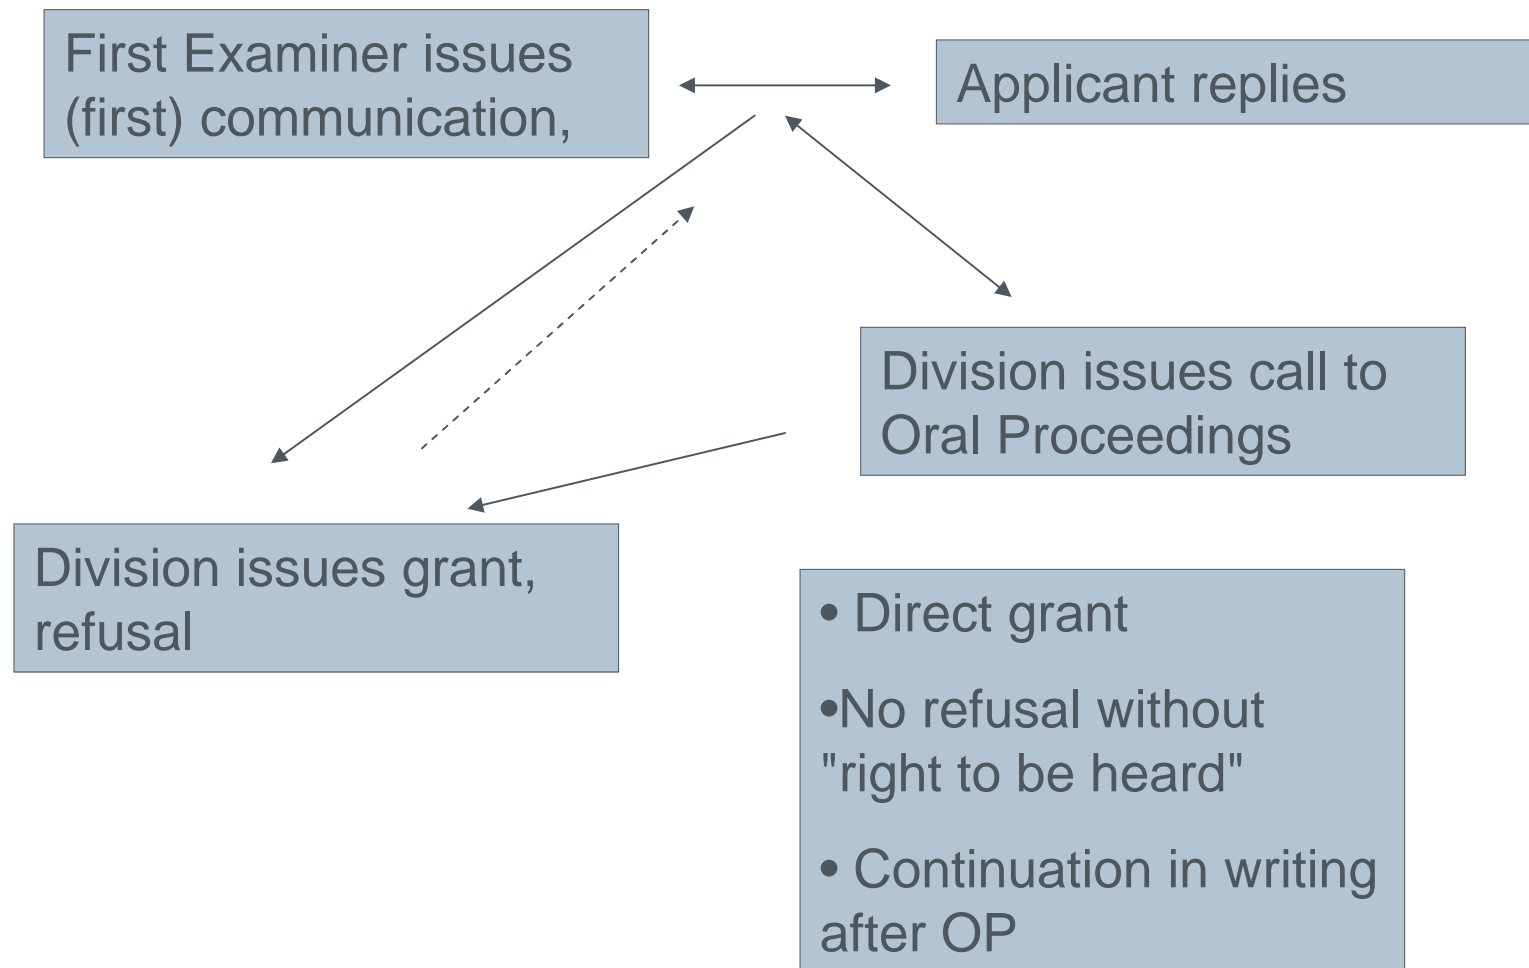 First Examiner issues
(first) communication,
Applicant replies
Division issues call to
Oral Proceedings
Division issues grant,
refusal
• Direct grant
•No refusal without
"right to be heard"
• Continuation in writing
after OP